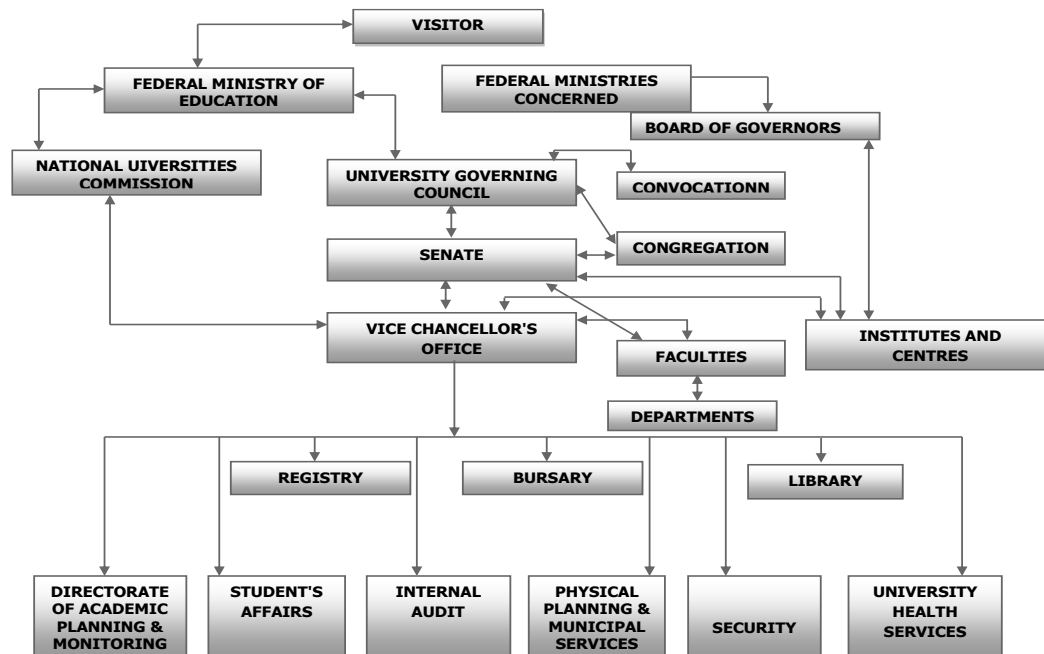 VISITOR
FEDERAL MINISTRY OF
EDUCATION
FEDERAL MINISTRIES
CONCERNED
BOARD OF GOVERNORS
NATIONAL UIVERSITIES
COMMISSION
UNIVERSITY GOVERNING
COUNCIL
CONVOCATIONN
SENATE
CONGREGATION
VICE CHANCELLOR'S
OFFICE
FACULTIES
INSTITUTES AND
CENTRES
DEPARTMENTS
REGISTRY
BURSARY
LIBRARY
DIRECTORATE
OF ACADEMIC
PLANNING &
MONITORING
STUDENT'S
AFFAIRS
INTERNAL
AUDIT
PHYSICAL
PLANNING &
MUNICIPAL
SERVICES
SECURITY
UNIVERSITY
HEALTH
SERVICES